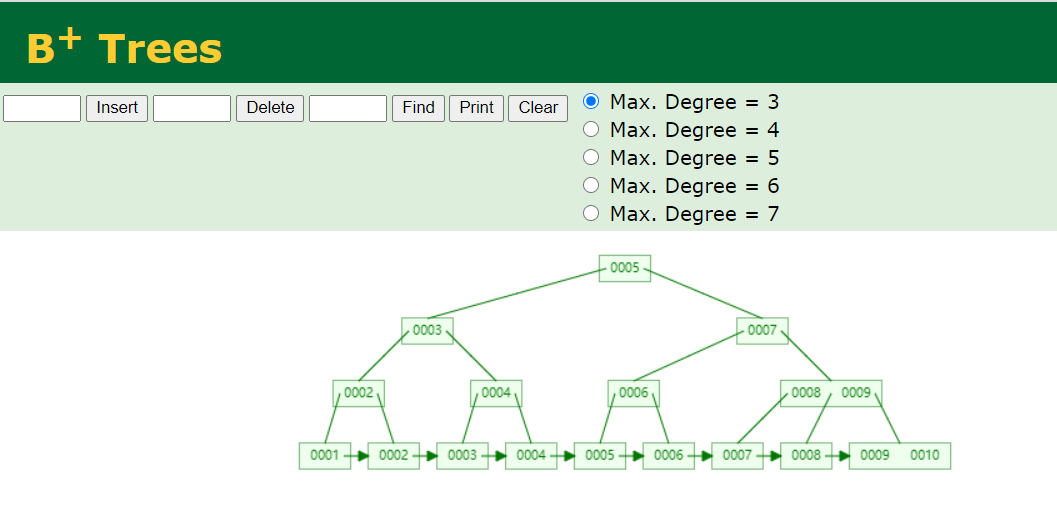 B+ Trees
Insert Delete Find Print Clear
Max. Degree = 3
Max. Degree = 4
Max. Degree = 5
Max. Degree = 6
Max. Degree = 7
0005
0003 0007
0002 0004 0006 0008 0009
0001 0002 0003 0004 0005 0006 0007 0008 0009 0010